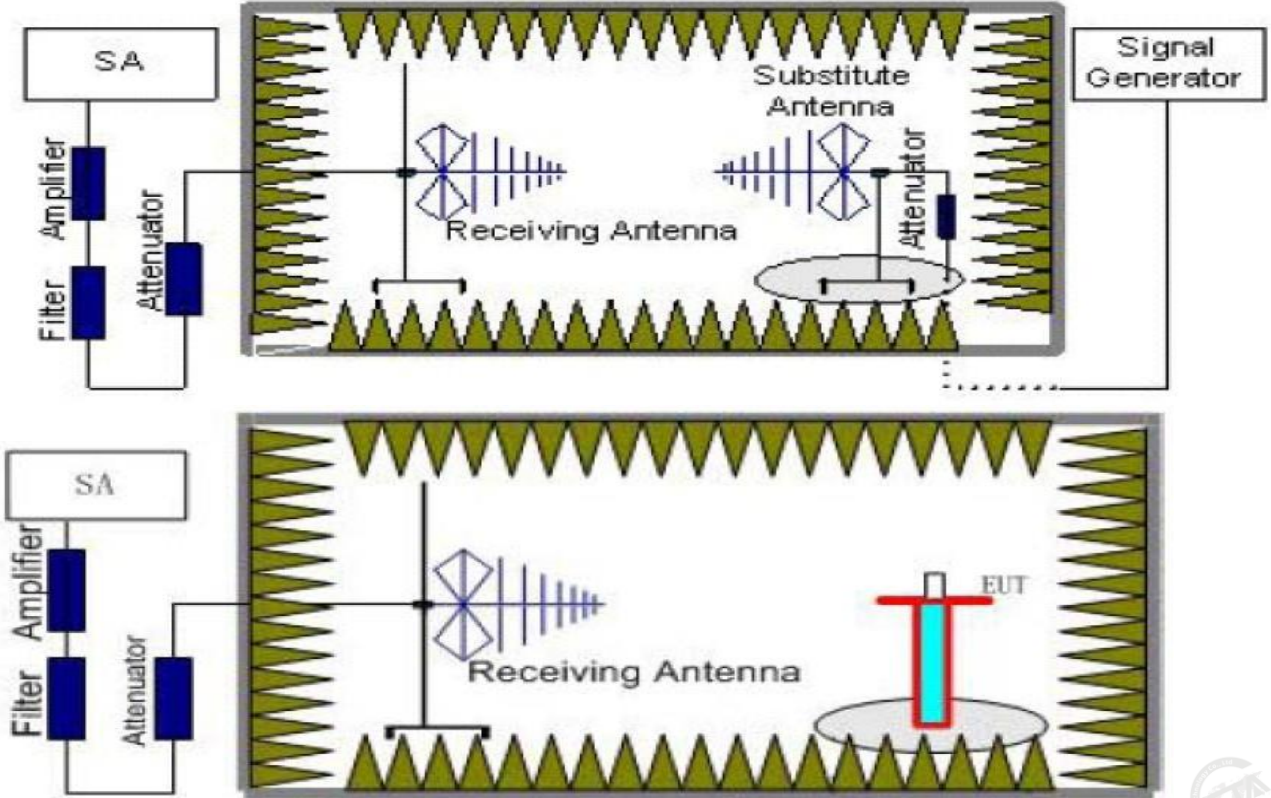 SA
Signal
Generator
Substitute
Antenna
Amplifier
Attenuator
Attenuator
Receiving Antenna
Filter
SA
Amplifier
EUT
Receiving Antenna
Filter
Attenuator